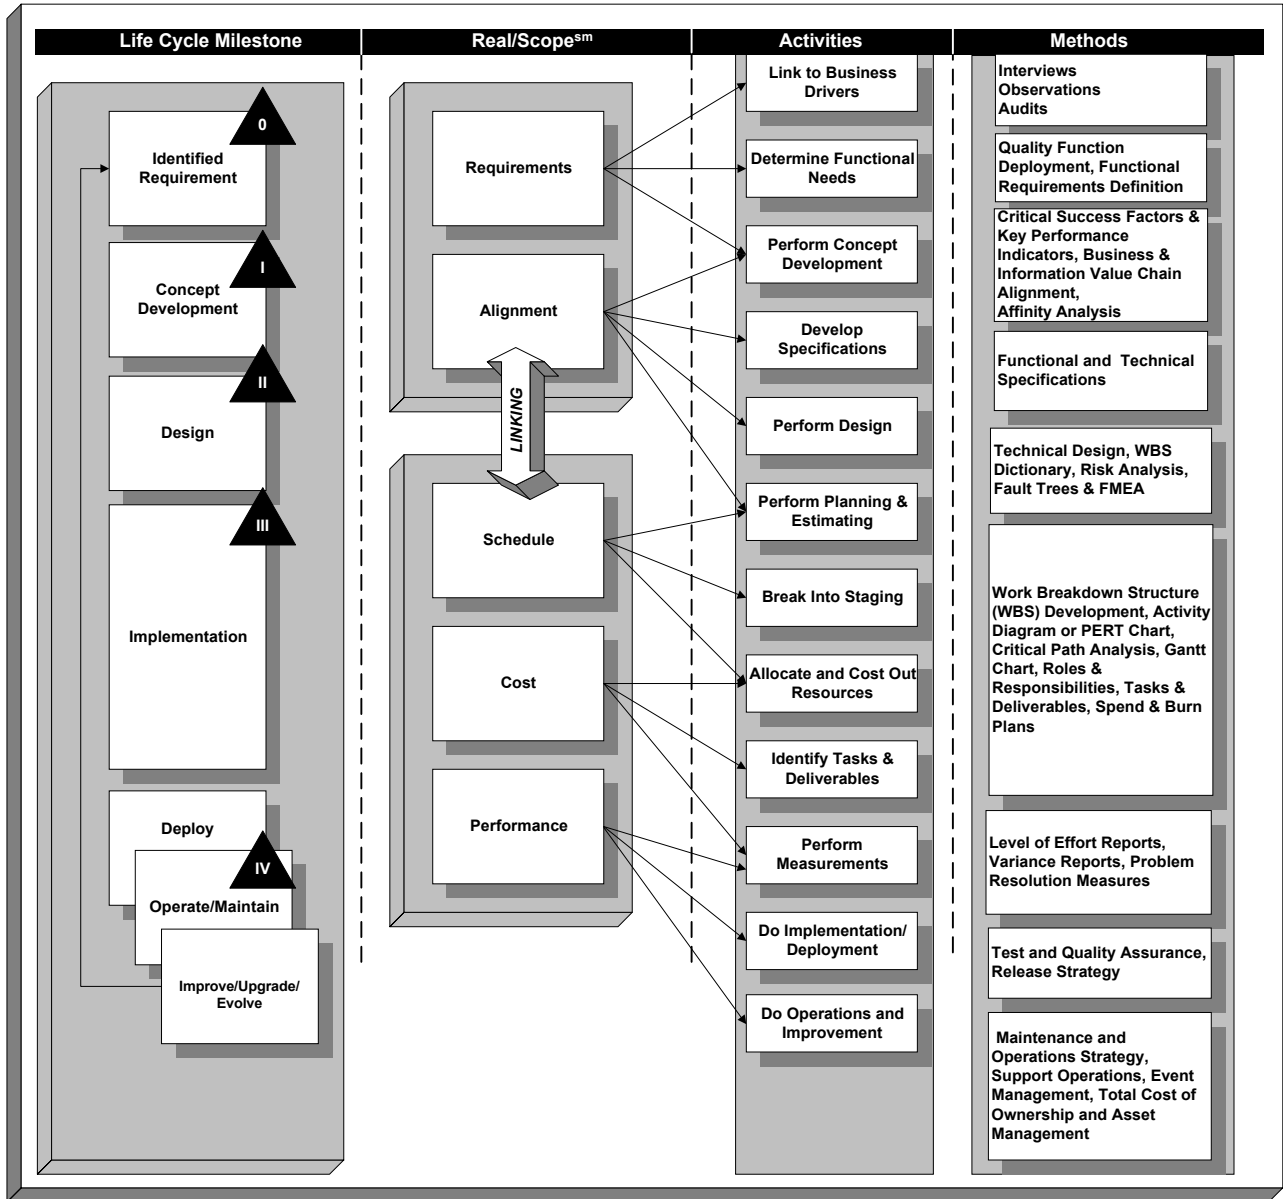 Life Cycle Milestone
Real/Scopesm
Activities
Methods
0
Identified
Requirement
I
Concept
Development
II
Design
III
Implementation
Deploy
IV
Operate/Maintain
Improve/Upgrade/
Evolve
Requirements
Alignment
LINKING
Schedule
Cost
Performance
Link to Business
Drivers
Determine Functional
Needs
Perform Concept
Development
Develop
Specifications
Perform Design
Perform Planning &
Estimating
Break Into Staging
Allocate and Cost Out
Resources
Identify Tasks &
Deliverables
Perform
Measurements
Do Implementation/
Deployment
Do Operations and
Improvement
Interviews
Observations
Audits
Quality Function
Deployment, Functional
Requirements Definition
Critical Success Factors &
Key Performance
Indicators, Business &
Information Value Chain
Alignment,
Affinity Analysis
Functional and Technical
Specifications
Technical Design, WBS
Dictionary, Risk Analysis,
Fault Trees & FMEA
Work Breakdown Structure
(WBS) Development, Activity
Diagram or PERT Chart,
Critical Path Analysis, Gantt
Chart, Roles &
Responsibilities, Tasks &
Deliverables, Spend & Burn
Plans
Level of Effort Reports,
Variance Reports, Problem
Resolution Measures
Test and Quality Assurance,
Release Strategy
Maintenance and
Operations Strategy,
Support Operations, Event
Management, Total Cost of
Ownership and Asset
Management